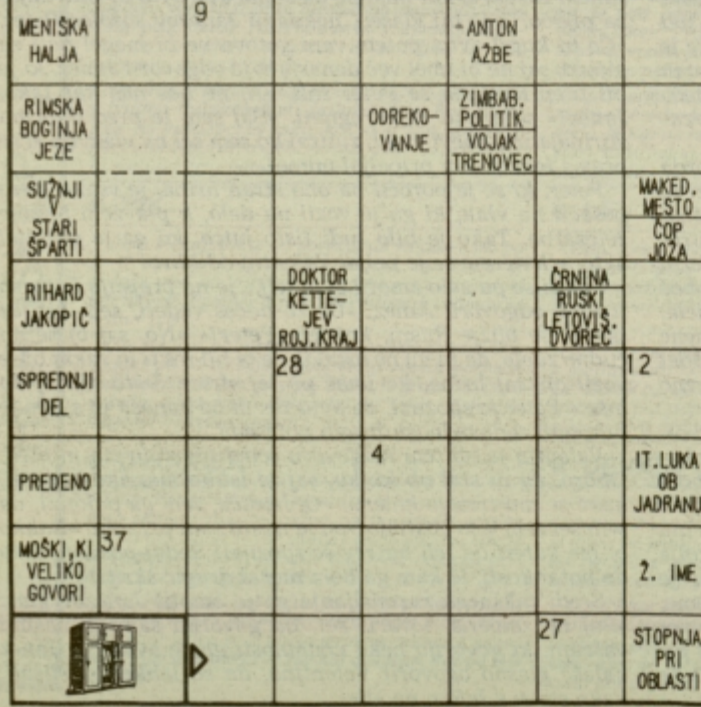 9
MENIŠKA
HALJA
- ANTON
AŽBE
RIMSKA
BOGINJA
JEZE
ODREKO-
VANJE
ZIMBAB.
POLITIK
VOJAK
TRENOVEC
SUŽNJI
V
STARI
ŠPARTI
MAKED.
MESTO
ČOP
JOŽA
RIHARD
JAKOPIČ
DOKTOR
KETTE-
JEV
ROJ. KRAJ
ČRNINA
RUSKI
LETOVIŠ.
DVOREC
SPREDNJI
DEL
28
12
PREDENO
4
IT. LUKA
OB
JADRANU
MOŠKI, KI
VELIKO
GOVORI
37
Ž. IME
27
STOPNJA
PRI
OBLASTI